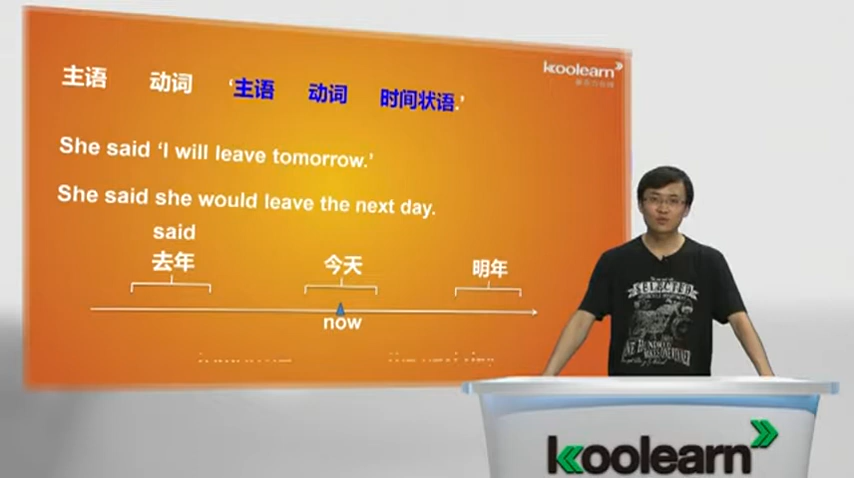 koolearn
主语 动词 '主语 动词 时间状语.'
She said 'I will leave tomorrow.'
She said she would leave the next day.
said
去年 今天 明年
now
SELECTED
koolearn